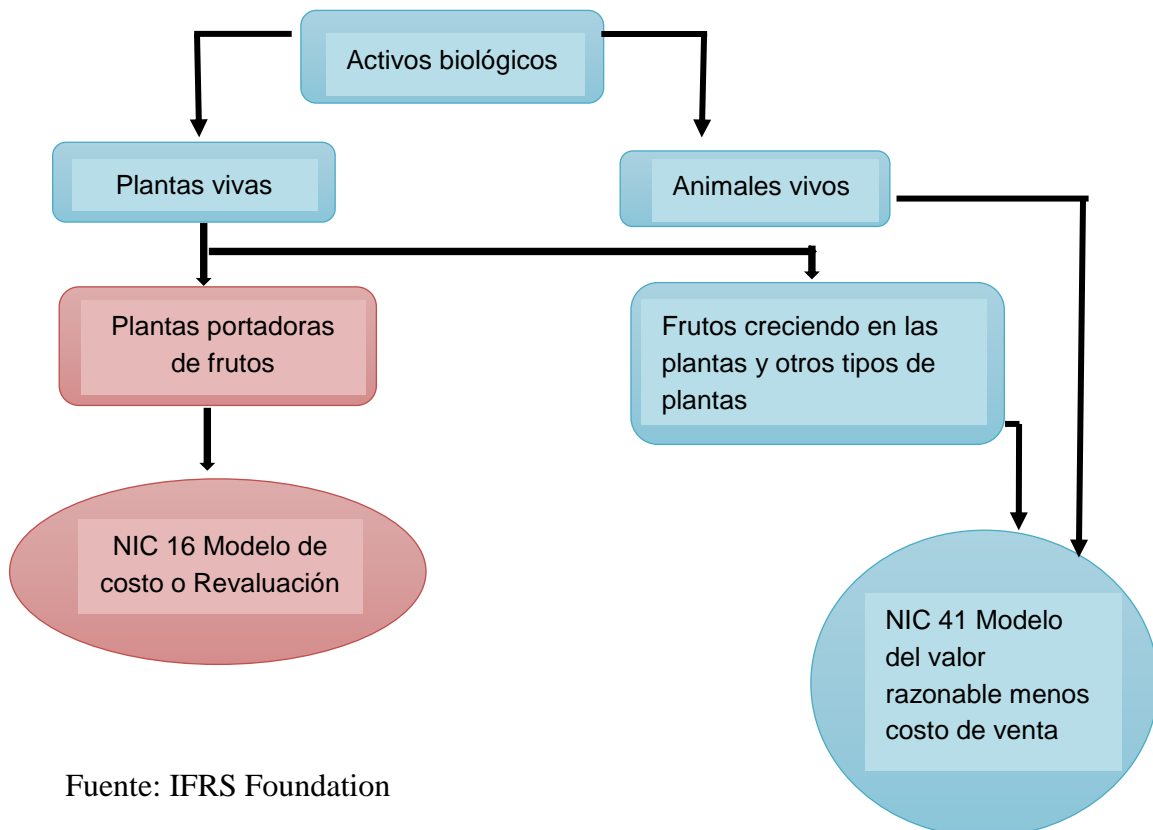 Activos biológicos
Plantas vivas
Animales vivos
Plantas portadoras
de frutos
Frutos creciendo en las
plantas y otros tipos de
plantas
NIC 16 Modelo de
costo o Revaluación
NIC 41 Modelo
del valor
razonable menos
costo de venta
Fuente: IFRS Foundation